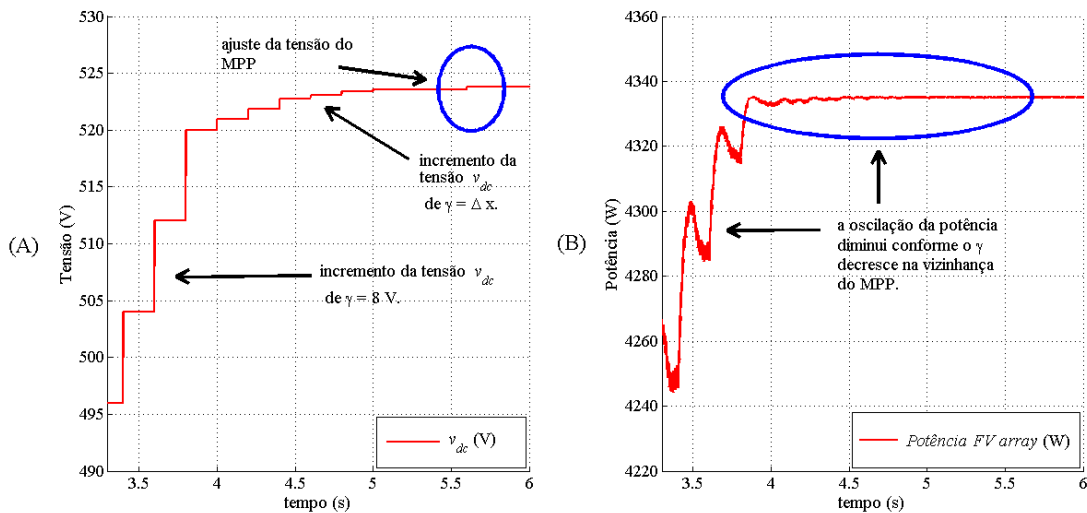 (A)
Tensão (V)
530
525
520
515
510
505
500
495
490
3.5
4
4.5
5
5.5
6
tempo (s)
ajuste da tensão do
MPP
incremento da
tensão v_dc
de γ = Δ x.
incremento da tensão v_dc
de γ = 8 V.
v_dc (V)
(B)
Potência (W)
4360
4340
4320
4300
4280
4260
4240
4220
3.5
4
4.5
5
5.5
6
tempo (s)
a oscilação da potência
diminui conforme o γ
decresce na vizinhança
do MPP.
Potência FV array (W)